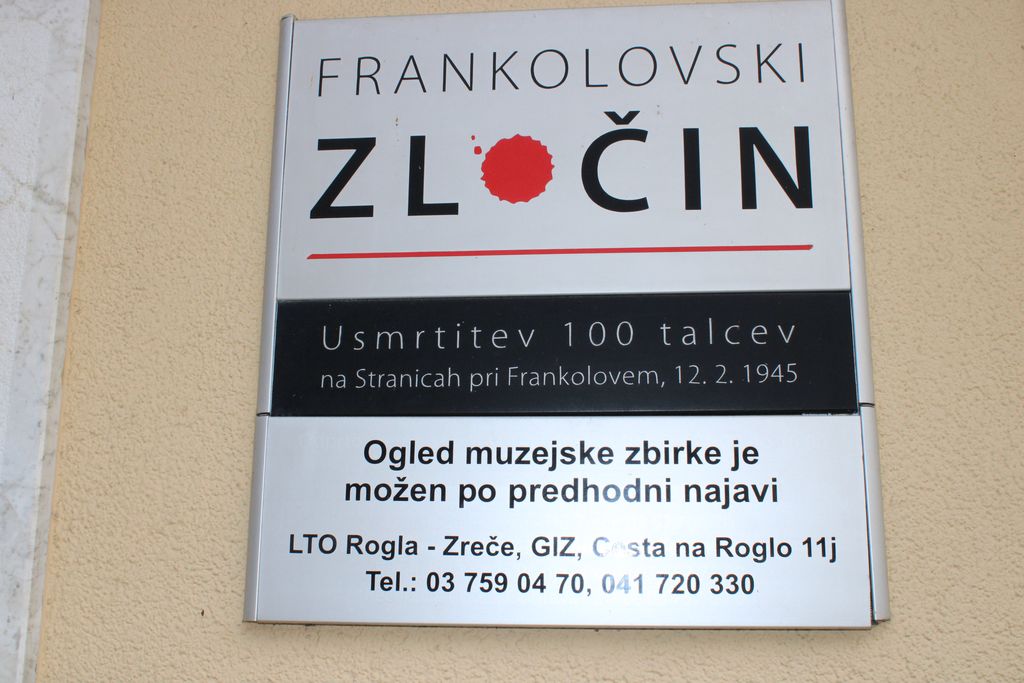 FRANKOLOVSKI
ZLOČIN
Usmrtitev 100 talcev
na Stranicah pri Frankolovem, 12. 2. 1945
Ogled muzejske zbirke je
možen po predhodni najavi
LTO Rogla - Zreče, GIZ, Cesta na Roglo 11j
Tel.: 03 759 04 70, 041 720 330